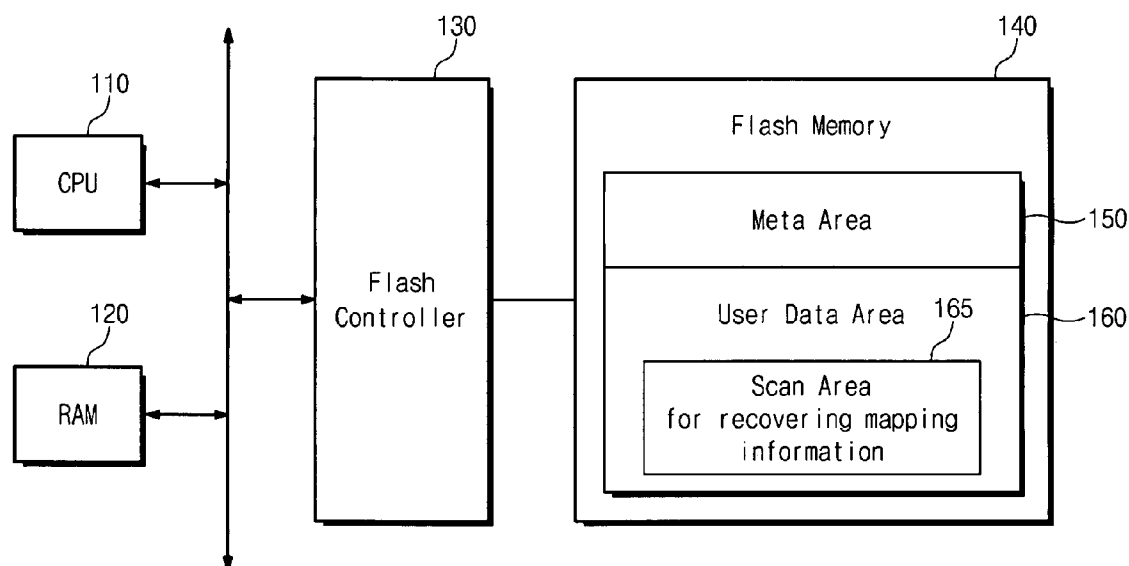 130
140
110
Flash Memory
CPU
Meta Area
150
Flash
Controller
User Data Area
165
160
120
Scan Area
for recovering mapping
information
RAM